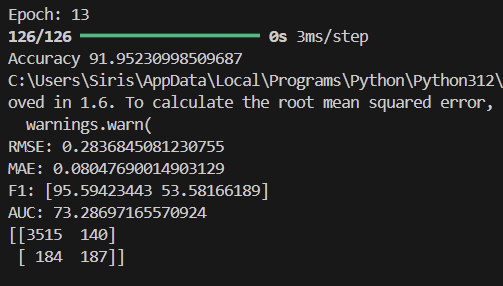 Epoch: 13
126/126 ━━━━━━━━━━━━━━━━━━━━ 0s 3ms/step
Accuracy 91.95230998509687
C:\Users\Siris\AppData\Local\Programs\Python\Python312\
oved in 1.6. To calculate the root mean squared error,
  warnings.warn(
RMSE: 0.2836845081230755
MAE: 0.08047690014903129
F1: [95.59423443 53.58166189]
AUC: 73.28697165570924
[[3515  140]
 [ 184  187]]